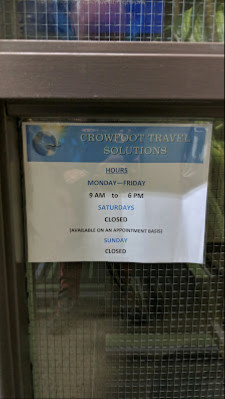 CROWFOOT TRAVEL
SOLUTIONS
HOURS
MONDAY—FRIDAY
9 AM to 6 PM
SATURDAYS
CLOSED
(AVAILABLE ON AN APPOINTMENT BASIS)
SUNDAY
CLOSED